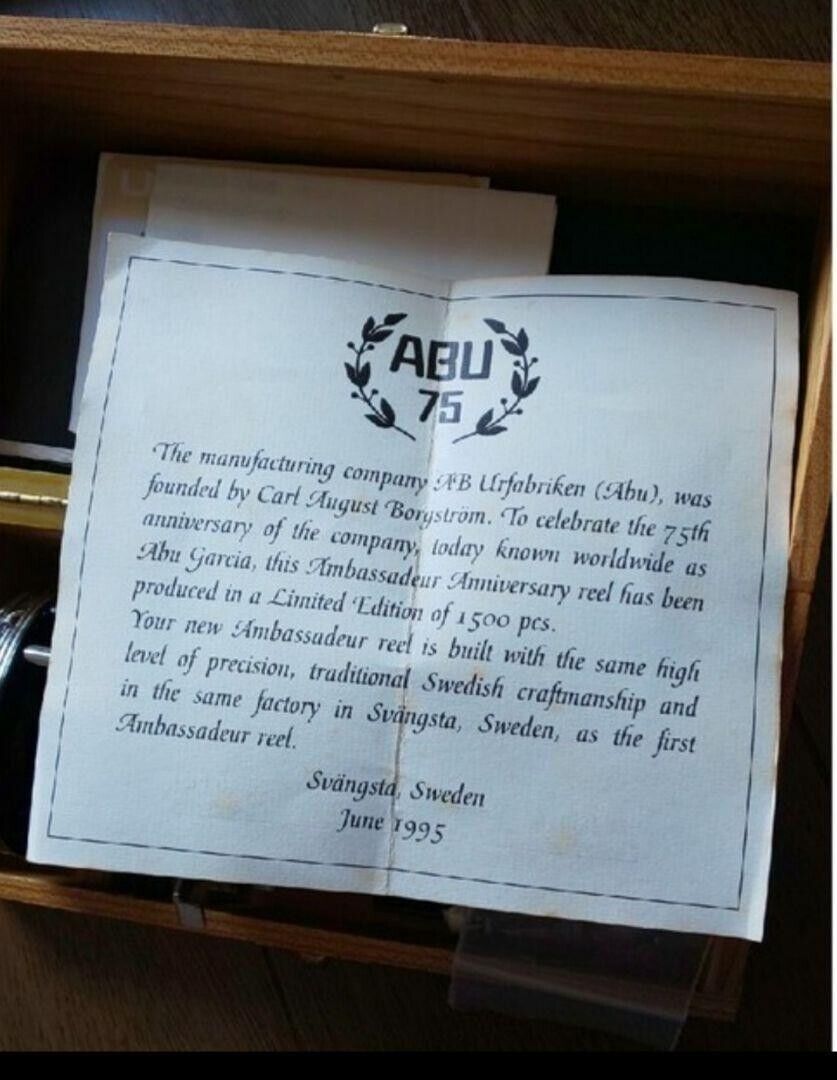 ABU
75
The manufacturing company AB Urfabriken (Abu), was
founded by Carl August Borgström. To celebrate the 75th
anniversary of the company, today known worldwide as
Abu Garcia, this Ambassadeur Anniversary reel has been
produced in a Limited Edition of 1500 pcs.
Your new Ambassadeur reel is built with the same high
level of precision, traditional Swedish craftmanship and
in the same factory in Svängsta, Sweden, as the first
Ambassadeur reel.
Svängsta, Sweden
June 1995